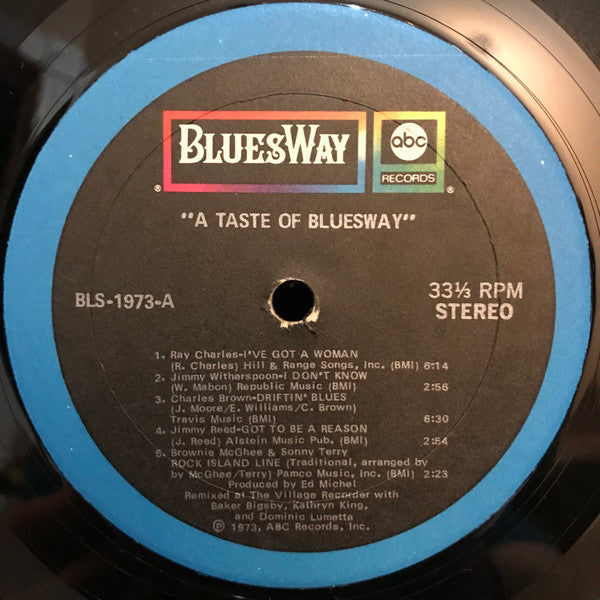 BLUESWAY
abc
RECORDS
® ®
"A TASTE OF BLUESWAY"
BLS-1973-A
33⅓ RPM
STEREO
1. Ray Charles-I'VE GOT A WOMAN
(R. Charles) Hill & Range Songs, Inc. (BMI) 6:14
2. Jimmy Witherspoon-I DON'T KNOW
(W. Mabon) Republic Music (BMI) 2:56
3. Charles Brown-DRIFTIN' BLUES
(J. Moore/E. Williams/C. Brown)
Travis Music (BMI) 6:30
4. Jimmy Reed-GOT TO BE A REASON
(J. Reed) Alstein Music Pub. (BMI) 2:54
5. Brownie McGhee & Sonny Terry
ROCK ISLAND LINE (Traditional, arranged by
by McGhee/Terry) Pamco Music, Inc. (BMI) 2:23
Produced by Ed Michel
Remixed at The Village Recorder with
Baker Bigsby, Kathryn King,
and Dominic Lumetta
℗ 1973, ABC Records, Inc.